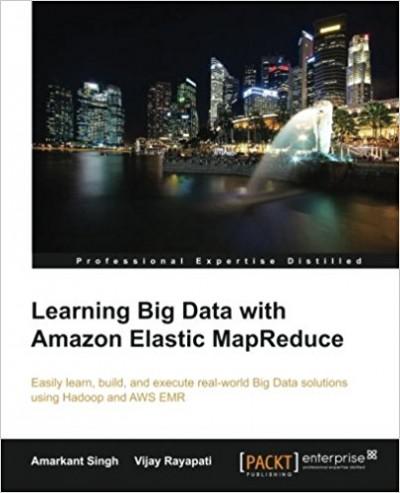 Professional Expertise Distilled
Learning Big Data with
Amazon Elastic MapReduce
Easily learn, build, and execute real-world Big Data solutions
using Hadoop and AWS EMR
Amarkant Singh Vijay Rayapati
[PACKT]
PUBLISHING
enterprise
professional expertise distilled